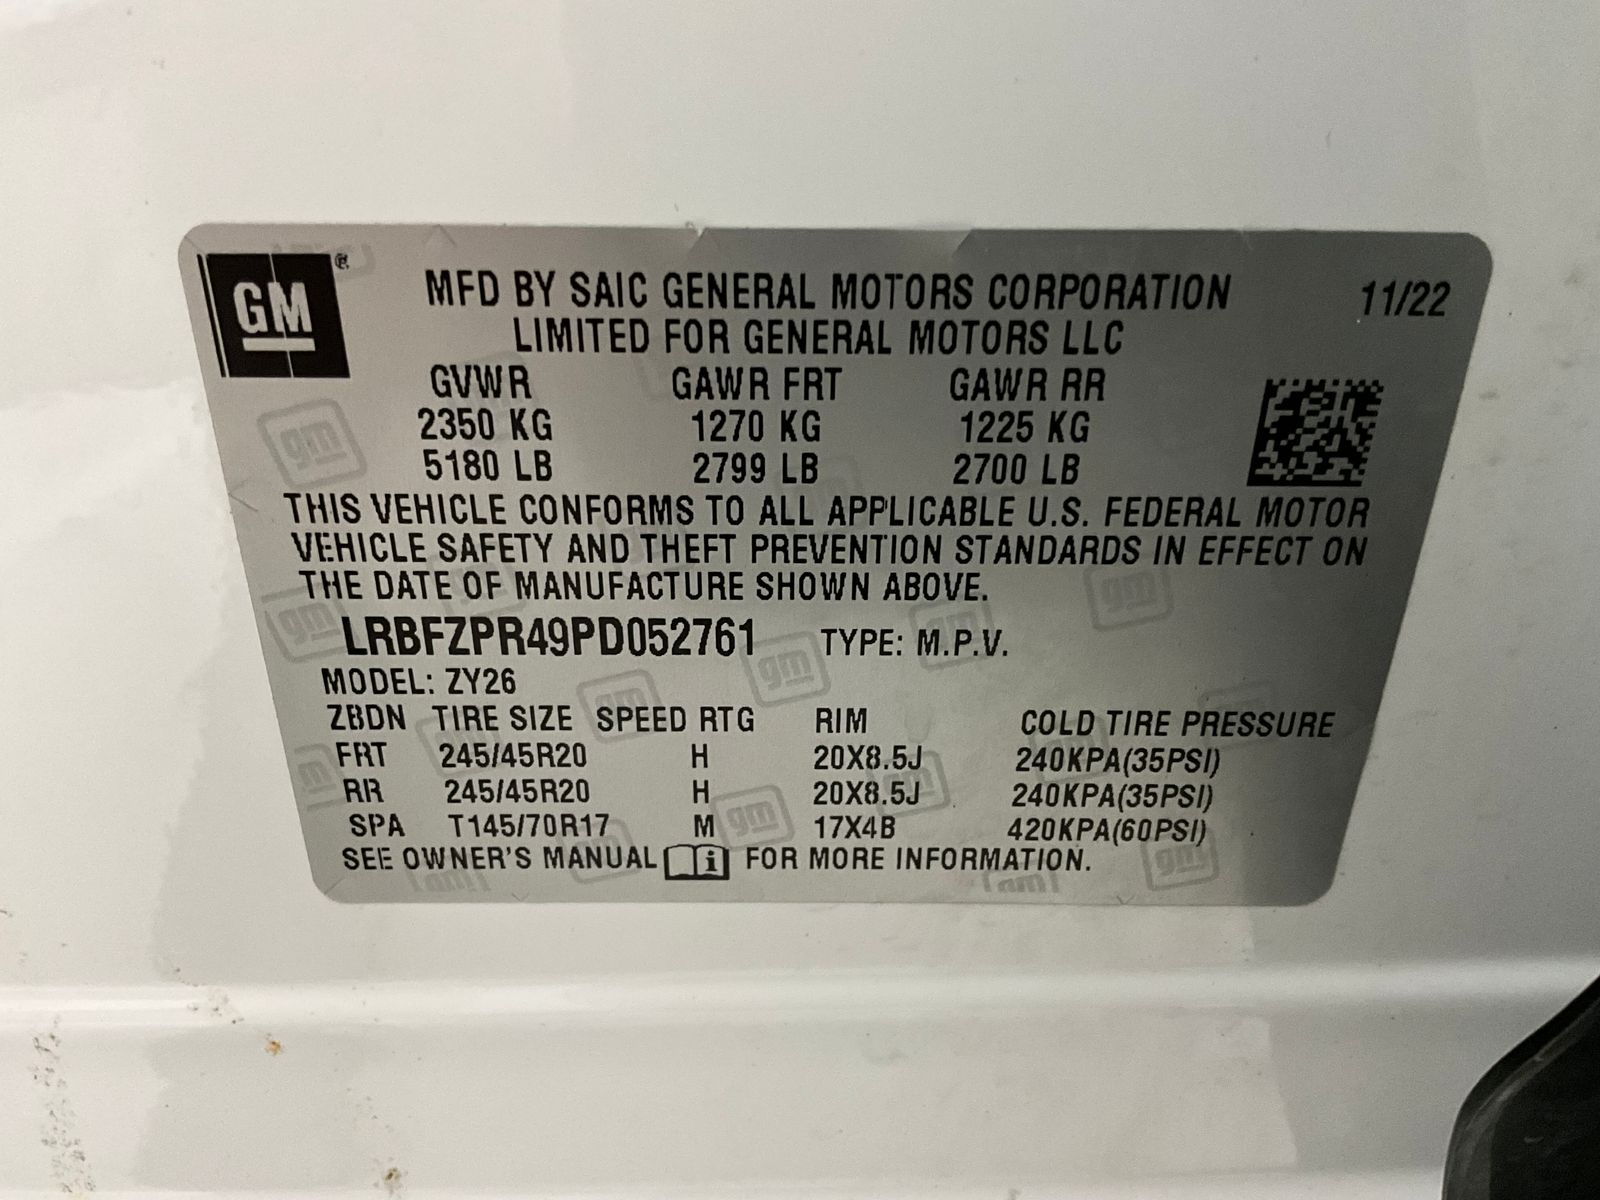 GM ®
MFD BY SAIC GENERAL MOTORS CORPORATION 11/22
LIMITED FOR GENERAL MOTORS LLC
GVWR GAWR FRT GAWR RR
2350 KG 1270 KG 1225 KG
5180 LB 2799 LB 2700 LB
THIS VEHICLE CONFORMS TO ALL APPLICABLE U.S. FEDERAL MOTOR
VEHICLE SAFETY AND THEFT PREVENTION STANDARDS IN EFFECT ON
THE DATE OF MANUFACTURE SHOWN ABOVE.
LRBFZPR49PD052761 TYPE: M.P.V.
MODEL: ZY26
ZBDN TIRE SIZE SPEED RTG RIM COLD TIRE PRESSURE
FRT 245/45R20 H 20X8.5J 240KPA(35PSI)
RR 245/45R20 H 20X8.5J 240KPA(35PSI)
SPA T145/70R17 M 17X4B 420KPA(60PSI)
SEE OWNER'S MANUAL i FOR MORE INFORMATION.